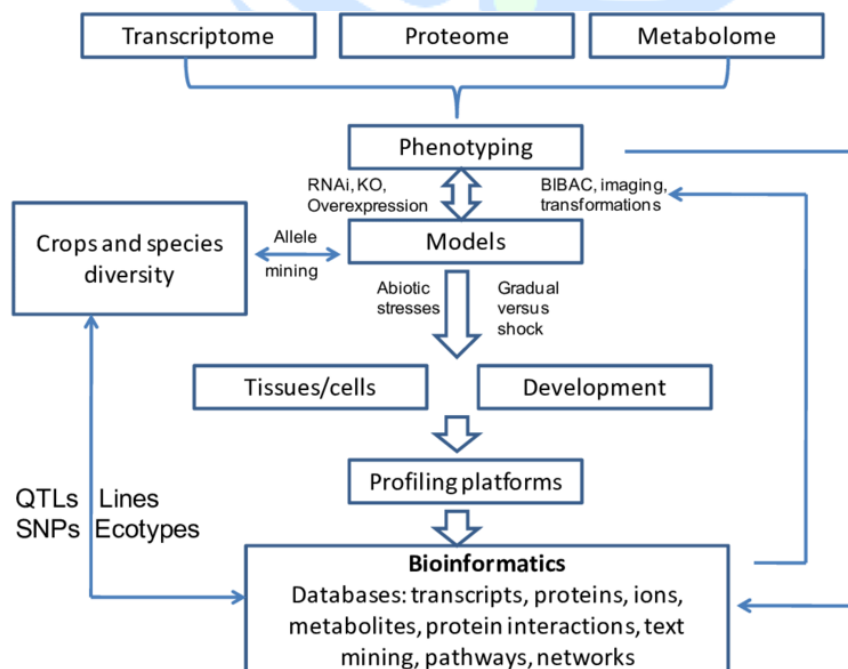 Transcriptome
Proteome
Metabolome
Phenotyping
RNAi, KO,
Overexpression
BIBAC, imaging,
transformations
Crops and species
diversity
Allele
mining
Models
Abiotic
stresses
Gradual
versus
shock
Tissues/cells
Development
Profiling platforms
QTLs Lines
SNPs Ecotypes
Bioinformatics
Databases: transcripts, proteins, ions,
metabolites, protein interactions, text
mining, pathways, networks